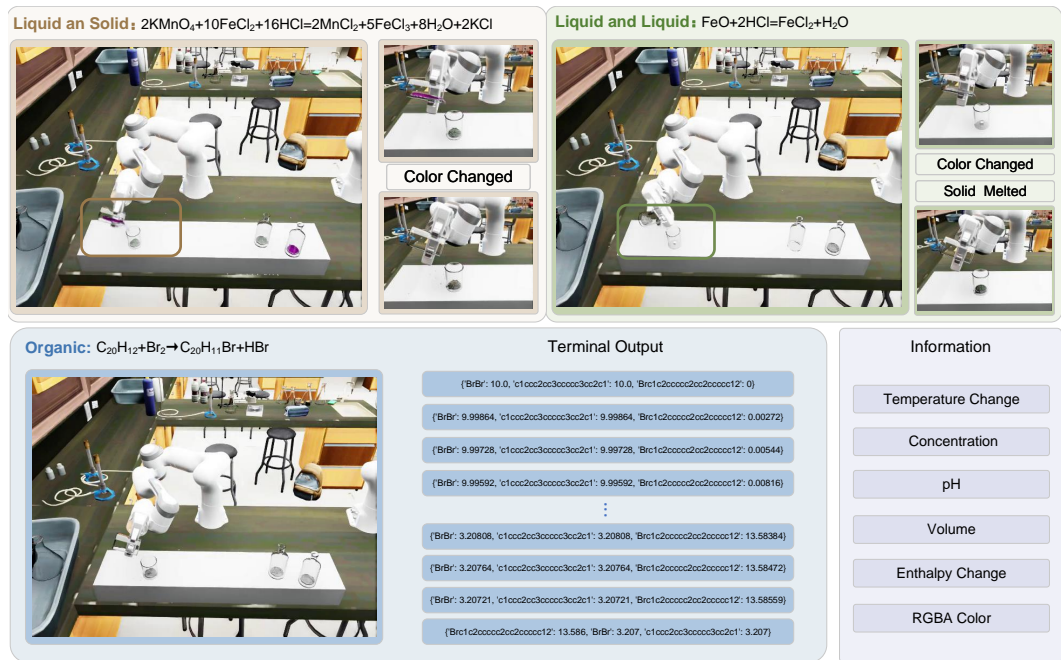 Liquid an Solid: 2KMnO₄+10FeCl₂+16HCl=2MnCl₂+5FeCl₃+8H₂O+2KCl
Color Changed
Liquid and Liquid: FeO+2HCl=FeCl₂+H₂O
Color Changed
Solid Melted
Organic: C₂₀H₁₂+Br₂→C₂₀H₁₁Br+HBr
Terminal Output
{'BrBr': 10.0, 'c1ccc2cc3ccccc3cc2c1': 10.0, 'Brc1c2ccccc2cc2ccccc12': 0}
{'BrBr': 9.99864, 'c1ccc2cc3ccccc3cc2c1': 9.99864, 'Brc1c2ccccc2cc2ccccc12': 0.00272}
{'BrBr': 9.99728, 'c1ccc2cc3ccccc3cc2c1': 9.99728, 'Brc1c2ccccc2cc2ccccc12': 0.00544}
{'BrBr': 9.99592, 'c1ccc2cc3ccccc3cc2c1': 9.99592, 'Brc1c2ccccc2cc2ccccc12': 0.00816}
⋮
{'BrBr': 3.20808, 'c1ccc2cc3ccccc3cc2c1': 3.20808, 'Brc1c2ccccc2cc2ccccc12': 13.58384}
{'BrBr': 3.20764, 'c1ccc2cc3ccccc3cc2c1': 3.20764, 'Brc1c2ccccc2cc2ccccc12': 13.58472}
{'BrBr': 3.20721, 'c1ccc2cc3ccccc3cc2c1': 3.20721, 'Brc1c2ccccc2cc2ccccc12': 13.58559}
{'Brc1c2ccccc2cc2ccccc12': 13.586, 'BrBr': 3.207, 'c1ccc2cc3ccccc3cc2c1': 3.207}
Information
Temperature Change
Concentration
pH
Volume
Enthalpy Change
RGBA Color